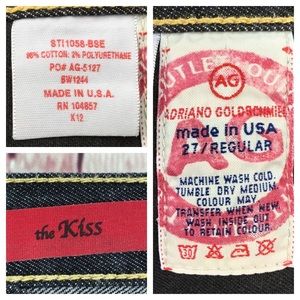 STI1058-BSE
98% COTTON: 2% POLYURETHANE
PO# AG-5127
SW1244
MADE IN U.S.A.
RN 104857
K12
AG
ADRIANO GOLDSCHMIED
made in USA
27/REGULAR
MACHINE WASH COLD.
TUMBLE DRY MEDIUM.
COLOUR MAY
TRANSFER WHEN NEW
WASH INSIDE OUT
TO RETAIN COLOUR.
the Kiss